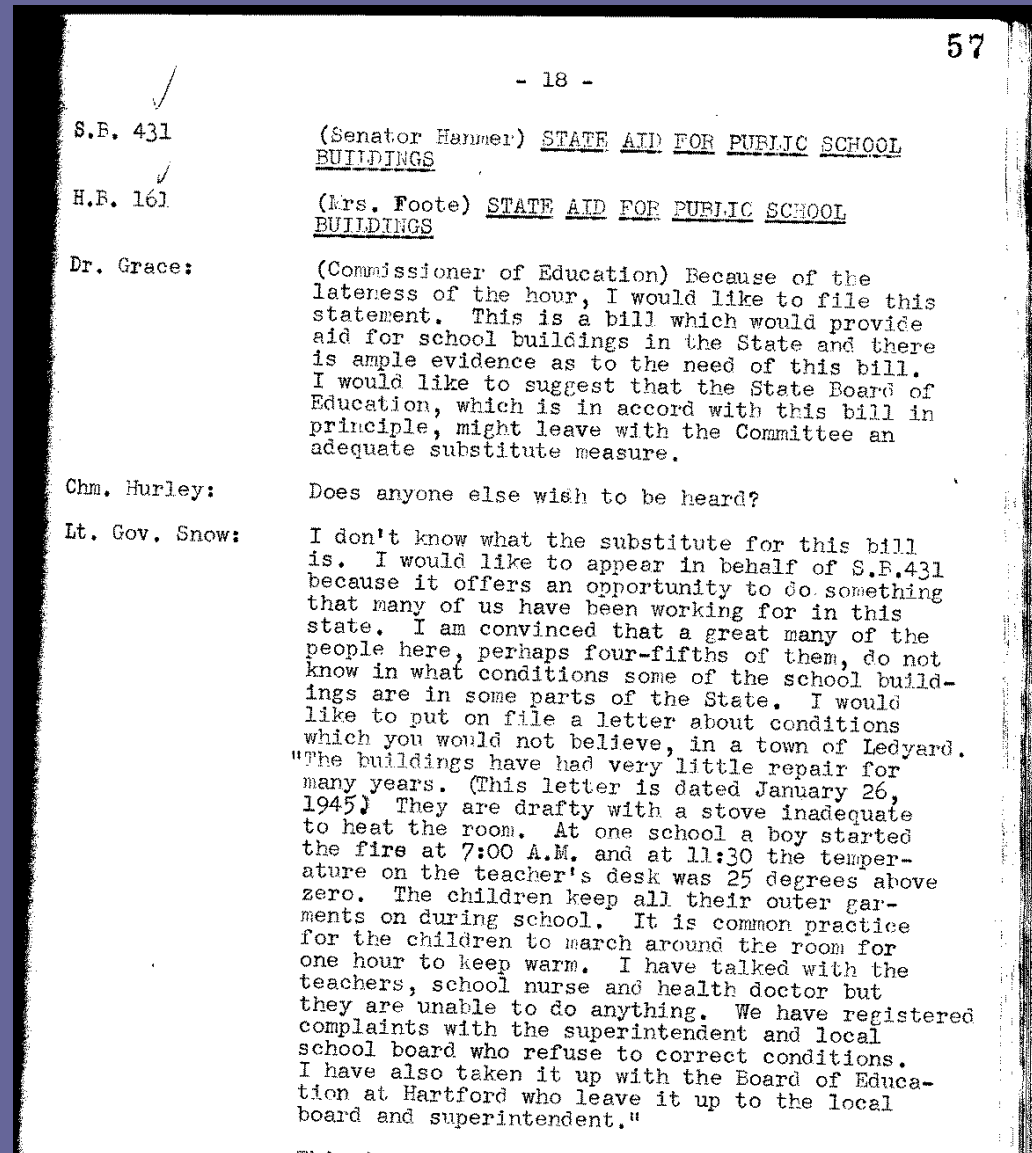 57
- 18 -
S.B. 431 (Senator Hanmer) STATE AID FOR PUBLIC SCHOOL
BUILDINGS
H.B. 161 (Mrs. Foote) STATE AID FOR PUBLIC SCHOOL
BUILDINGS
Dr. Grace: (Commissioner of Education) Because of the
lateness of the hour, I would like to file this
statement. This is a bill which would provide
aid for school buildings in the State and there
is ample evidence as to the need of this bill.
I would like to suggest that the State Board of
Education, which is in accord with this bill in
principle, might leave with the Committee an
adequate substitute measure.
Chm. Hurley: Does anyone else wish to be heard?
Lt. Gov. Snow: I don't know what the substitute for this bill
is. I would like to appear in behalf of S.B.431
because it offers an opportunity to do something
that many of us have been working for in this
state. I am convinced that a great many of the
people here, perhaps four-fifths of them, do not
know in what conditions some of the school build-
ings are in some parts of the State. I would
like to put on file a letter about conditions
which you would not believe, in a town of Ledyard.
"The buildings have had very little repair for
many years. (This letter is dated January 26,
1945) They are drafty with a stove inadequate
to heat the room. At one school a boy started
the fire at 7:00 A.M. and at 11:30 the temper-
ature on the teacher's desk was 25 degrees above
zero. The children keep all their outer gar-
ments on during school. It is common practice
for the children to march around the room for
one hour to keep warm. I have talked with the
teachers, school nurse and health doctor but
they are unable to do anything. We have registered
complaints with the superintendent and local
school board who refuse to correct conditions.
I have also taken it up with the Board of Educa-
tion at Hartford who leave it up to the local
board and superintendent."